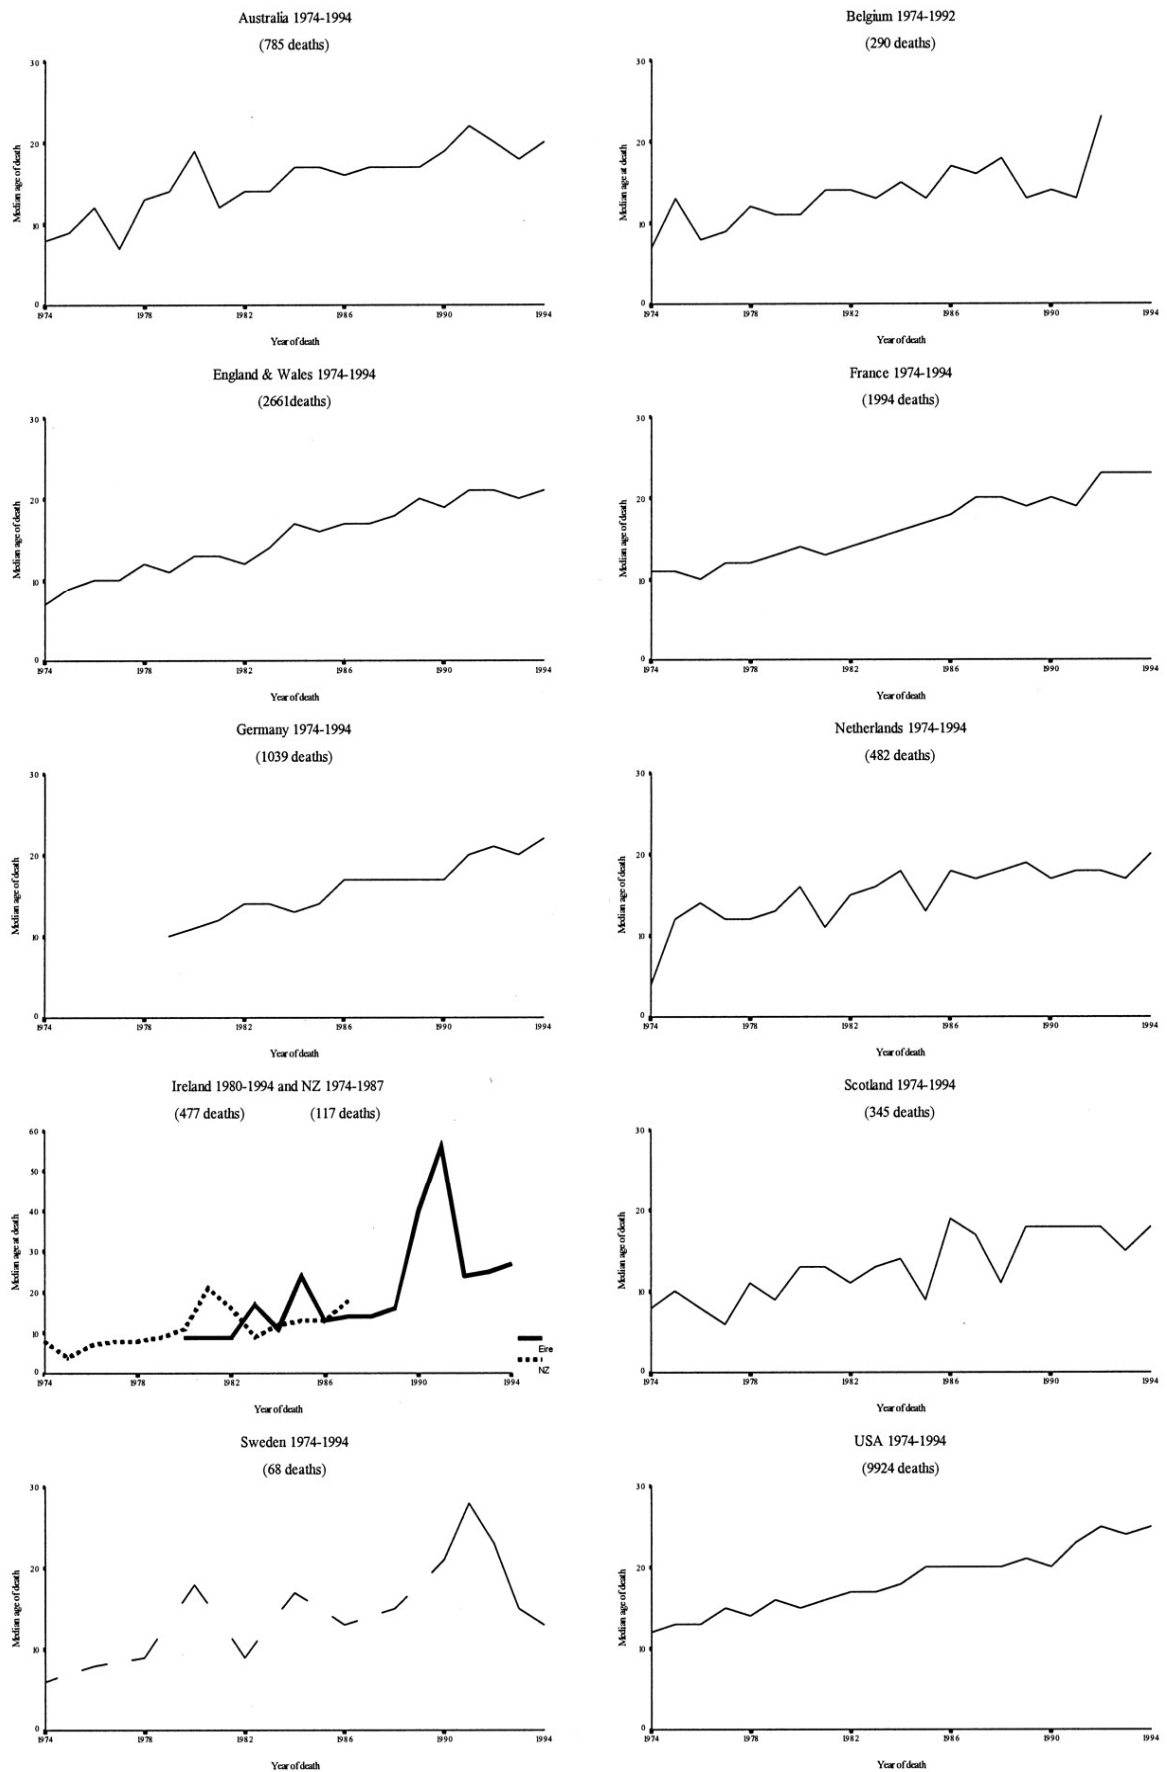 Australia 1974-1994
(785 deaths)
30
20
10
0
Median age of death
1974 1978 1982 1986 1990 1994
Year of death
Belgium 1974-1992
(290 deaths)
30
20
10
0
Median age at death
1974 1978 1982 1986 1990 1994
Year of death
England & Wales 1974-1994
(2661deaths)
30
20
10
0
Median age of death
1974 1978 1982 1986 1990 1994
Year of death
France 1974-1994
(1994 deaths)
30
20
10
0
Median age of death
1974 1978 1982 1986 1990 1994
Year of death
Germany 1974-1994
(1039 deaths)
30
20
10
0
Median age of death
1974 1978 1982 1986 1990 1994
Year of death
Netherlands 1974-1994
(482 deaths)
30
20
10
0
Median age of death
1974 1978 1982 1986 1990 1994
Year of death
Ireland 1980-1994 and NZ 1974-1987
(477 deaths) (117 deaths)
60
50
40
30
20
10
0
Median age at death
1974 1978 1982 1986 1990 1994
Eire
NZ
Year of death
Scotland 1974-1994
(345 deaths)
30
20
10
0
Median age of death
1974 1978 1982 1986 1990 1994
Year of death
Sweden 1974-1994
(68 deaths)
30
20
10
0
Median age of death
1974 1978 1982 1986 1990 1994
Year of death
USA 1974-1994
(9924 deaths)
30
20
10
0
Median age of death
1974 1978 1982 1986 1990 1994
Year of death